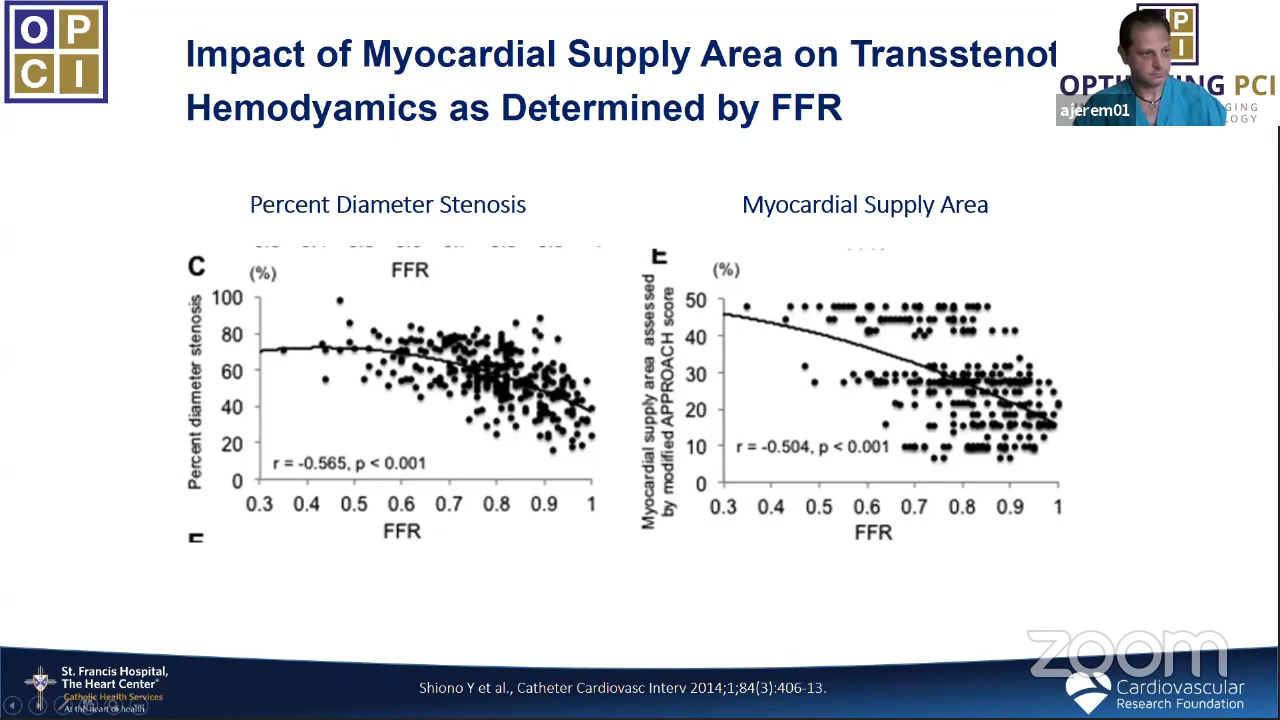 O P
C I
Impact of Myocardial Supply Area on Transstenot
Hemodyamics as Determined by FFR
P
I
OPTI ING PCI
GING
OLOGY
ajerem01
Percent Diameter Stenosis
Myocardial Supply Area
C
(%)
FFR
Percent diameter stenosis
100
80
60
40
20
0
r = -0.565, p < 0.001
0.3 0.4 0.5 0.6 0.7 0.8 0.9 1
FFR
E
(%)
Myocardial supply area assessed
by modified APPROACH score
50
40
30
20
10
0
r = -0.504, p < 0.001
0.3 0.4 0.5 0.6 0.7 0.8 0.9 1
FFR
zoom
St. Francis Hospital,
The Heart Center
Catholic Health Services
At the heart of health
Shiono Y et al., Catheter Cardiovasc Interv 2014;1;84(3):406-13.
Cardiovascular
Research Foundation